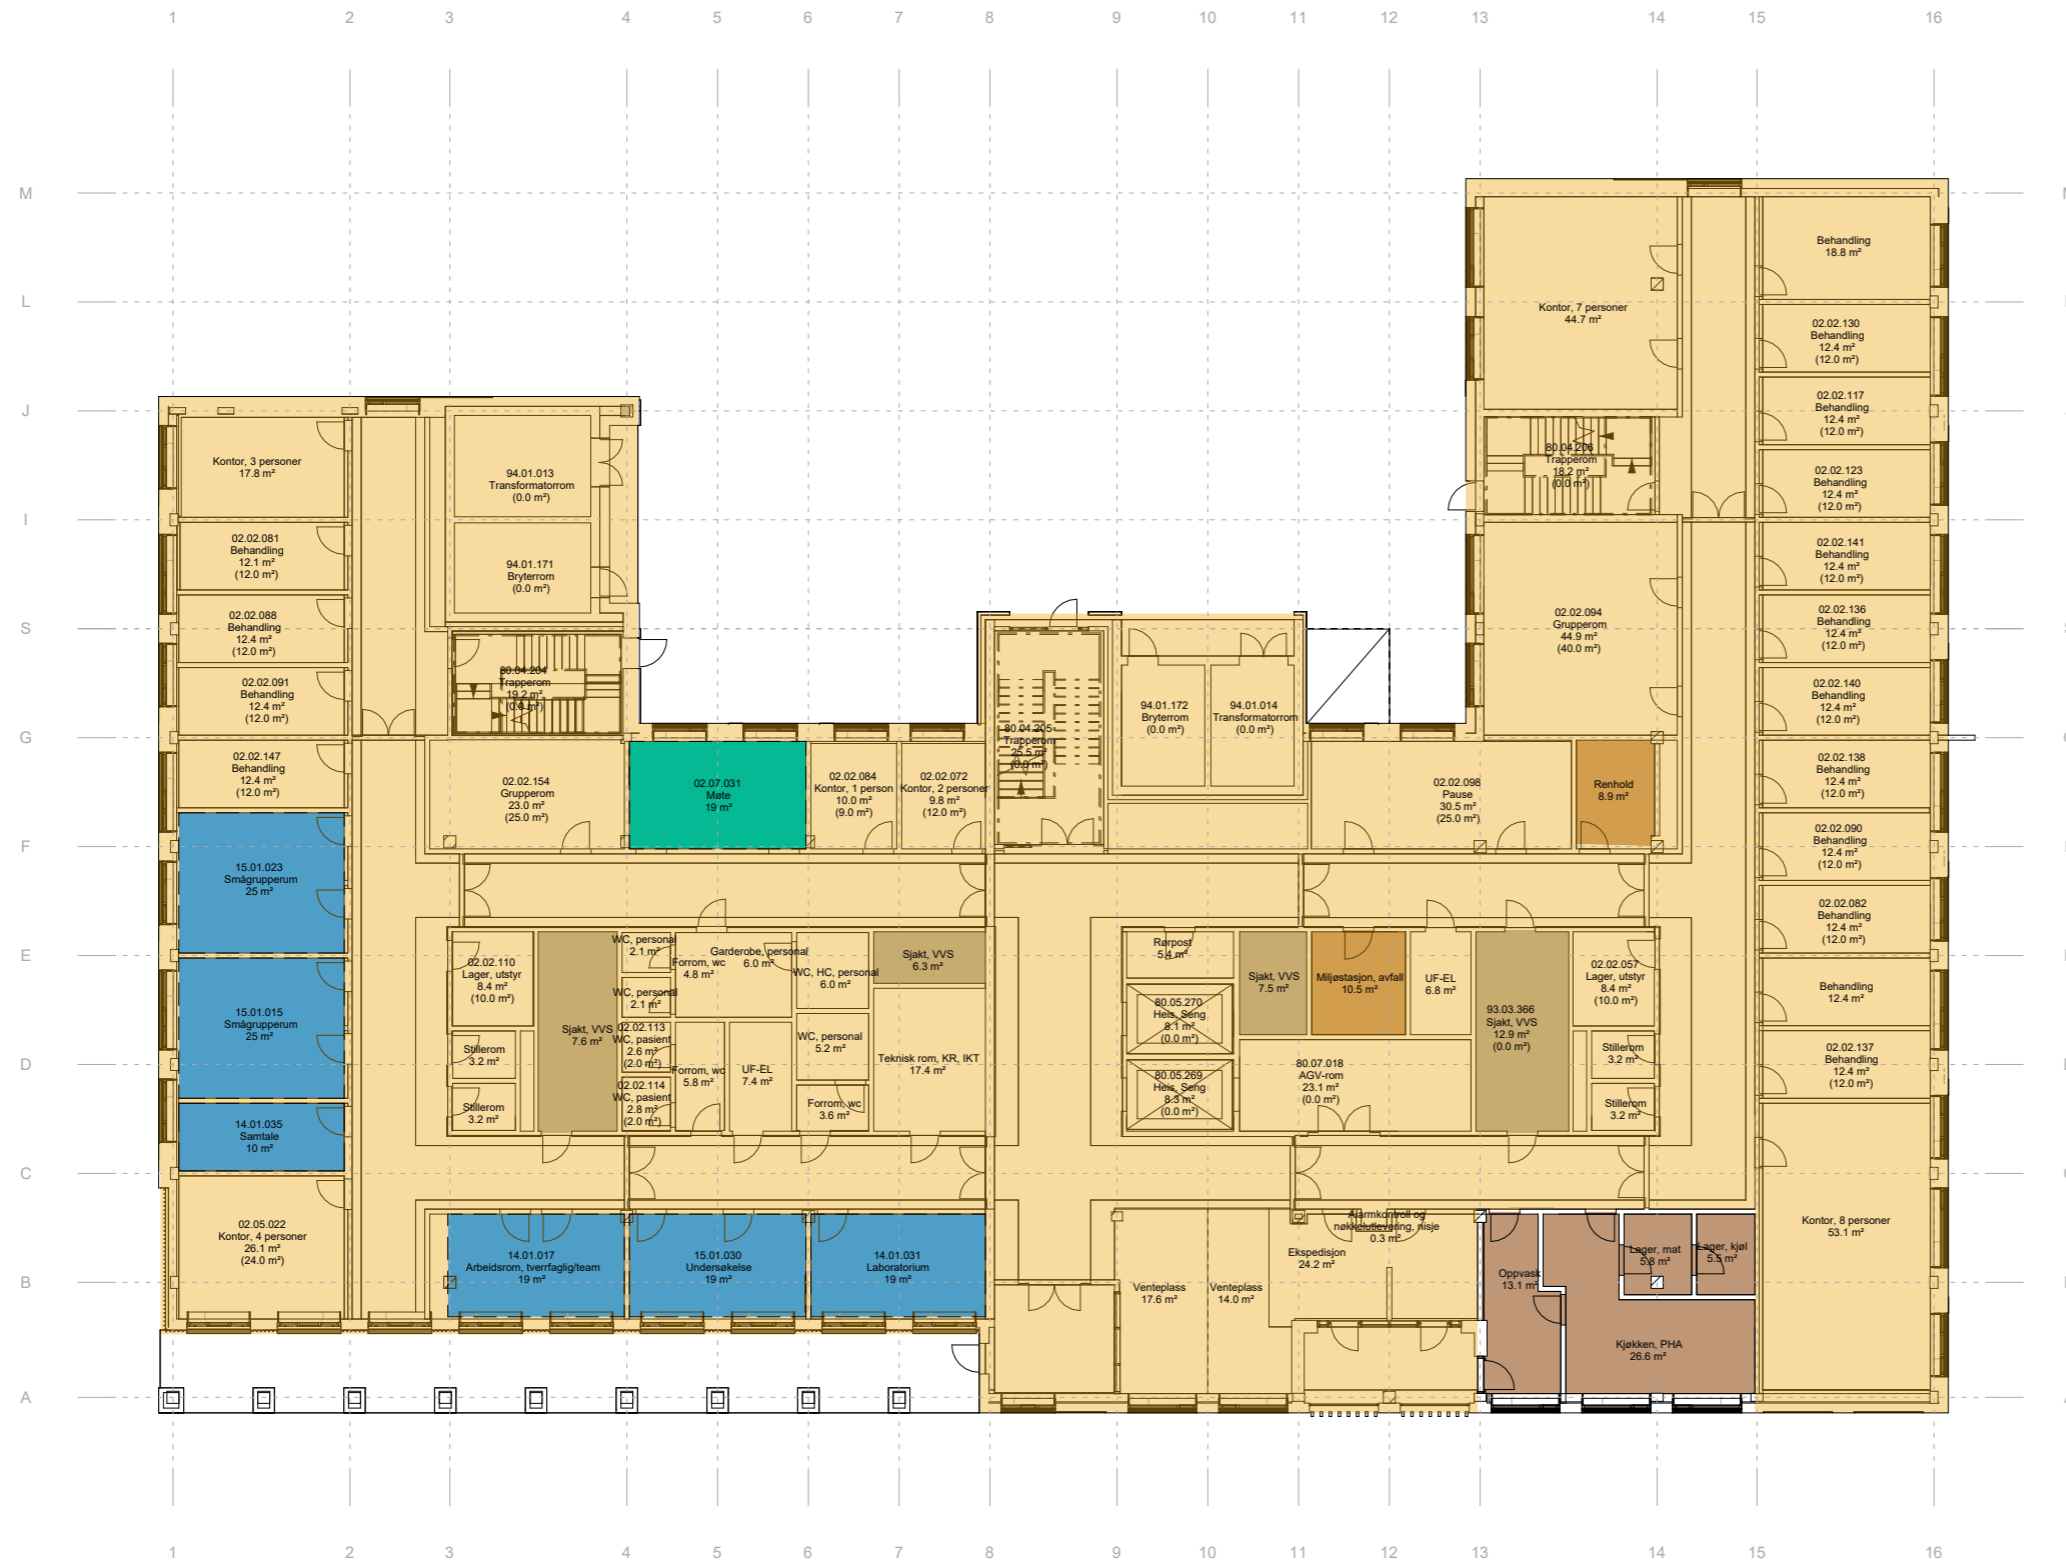 1 2 3 4 5 6 7 8 9 10 11 12 13 14 15 16
M
L
J
I
S
G
F
E
D
C
B
A
Kontor, 3 personer
17.8 m²
02.02.081
Behandling
12.1 m²
(12.0 m²)
02.02.088
Behandling
12.4 m²
(12.0 m²)
02.02.091
Behandling
12.4 m²
(12.0 m²)
02.02.147
Behandling
12.4 m²
(12.0 m²)
15.01.023
Smågrupperum
25 m²
15.01.015
Smågrupperum
25 m²
14.01.035
Samtale
10 m²
02.05.022
Kontor, 4 personer
26.1 m²
(24.0 m²)
94.01.013
Transformatorrom
(0.0 m²)
94.01.171
Bryterrom
(0.0 m²)
80.04.204
Trapperom
19.2 m²
(0.0 m²)
02.02.154
Grupperom
23.0 m²
(25.0 m²)
02.07.031
Møte
19 m²
02.02.084
Kontor, 1 person
10.0 m²
(9.0 m²)
02.02.072
Kontor, 2 personer
9.8 m²
(12.0 m²)
80.04.205
Trapperom
25.5 m²
(0.0 m²)
94.01.172
Bryterrom
(0.0 m²)
94.01.014
Transformatorrom
(0.0 m²)
02.02.098
Pause
30.5 m²
(25.0 m²)
Renhold
8.9 m²
Kontor, 7 personer
44.7 m²
80.04.206
Trapperom
18.2 m²
(0.0 m²)
02.02.094
Grupperom
44.9 m²
(40.0 m²)
Behandling
18.8 m²
02.02.130
Behandling
12.4 m²
(12.0 m²)
02.02.117
Behandling
12.4 m²
(12.0 m²)
02.02.123
Behandling
12.4 m²
(12.0 m²)
02.02.141
Behandling
12.4 m²
(12.0 m²)
02.02.136
Behandling
12.4 m²
(12.0 m²)
02.02.140
Behandling
12.4 m²
(12.0 m²)
02.02.138
Behandling
12.4 m²
(12.0 m²)
02.02.090
Behandling
12.4 m²
(12.0 m²)
02.02.082
Behandling
12.4 m²
(12.0 m²)
Behandling
12.4 m²
02.02.137
Behandling
12.4 m²
(12.0 m²)
Kontor, 8 personer
53.1 m²
02.02.110
Lager, utstyr
8.4 m²
(10.0 m²)
Stillerom
3.2 m²
Stillerom
3.2 m²
Sjakt, VVS
7.6 m²
WC, personal
2.1 m²
WC, personal
2.1 m²
02.02.113
WC, pasient
2.6 m²
(2.0 m²)
02.02.114
WC, pasient
2.8 m²
(2.0 m²)
Forrom, wc
4.8 m²
Garderobe, personal
6.0 m²
Forrom, wc
5.8 m²
UF-EL
7.4 m²
WC, HC, personal
6.0 m²
WC, personal
5.2 m²
Forrom, wc
3.6 m²
Sjakt, VVS
6.3 m²
Teknisk rom, KR, IKT
17.4 m²
Rørpost
5.4 m²
80.05.270
Heis, Seng
8.1 m²
(0.0 m²)
80.05.269
Heis, Seng
8.3 m²
(0.0 m²)
Sjakt, VVS
7.5 m²
Miljøstasjon, avfall
10.5 m²
UF-EL
6.8 m²
80.07.018
AGV-rom
23.1 m²
(0.0 m²)
93.03.366
Sjakt, VVS
12.9 m²
(0.0 m²)
02.02.057
Lager, utstyr
8.4 m²
(10.0 m²)
Stillerom
3.2 m²
Stillerom
3.2 m²
14.01.017
Arbeidsrom, tverrfaglig/team
19 m²
15.01.030
Undersøkelse
19 m²
14.01.031
Laboratorium
19 m²
Venteplass
17.6 m²
Venteplass
14.0 m²
Alarmkontroll og
nøkkelutlevering, nisje
0.3 m²
Ekspedisjon
24.2 m²
Oppvask
13.1 m²
Lager, mat
5.8 m²
Lager, kjøl
5.5 m²
Kjøkken, PHA
26.6 m²
1 2 3 4 5 6 7 8 9 10 11 12 13 14 15 16